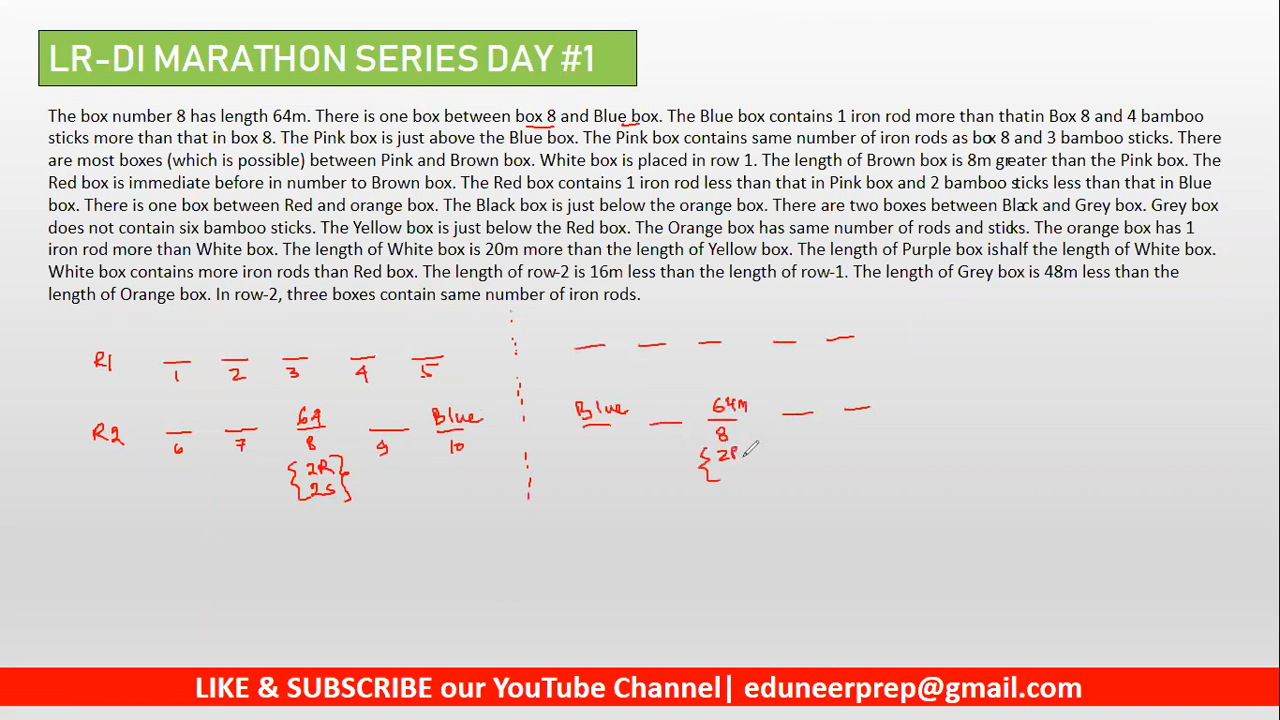 LR-DI MARATHON SERIES DAY #1
The box number 8 has length 64m. There is one box between box 8 and Blue box. The Blue box contains 1 iron rod more than thatin Box 8 and 4 bamboo
sticks more than that in box 8. The Pink box is just above the Blue box. The Pink box contains same number of iron rods as box 8 and 3 bamboo sticks. There
are most boxes (which is possible) between Pink and Brown box. White box is placed in row 1. The length of Brown box is 8m greater than the Pink box. The
Red box is immediate before in number to Brown box. The Red box contains 1 iron rod less than that in Pink box and 2 bamboo sticks less than that in Blue
box. There is one box between Red and orange box. The Black box is just below the orange box. There are two boxes between Black and Grey box. Grey box
does not contain six bamboo sticks. The Yellow box is just below the Red box. The Orange box has same number of rods and sticks. The orange box has 1
iron rod more than White box. The length of White box is 20m more than the length of Yellow box. The length of Purple box ishalf the length of White box.
White box contains more iron rods than Red box. The length of row-2 is 16m less than the length of row-1. The length of Grey box is 48m less than the
length of Orange box. In row-2, three boxes contain same number of iron rods.
R1
1 2 3 4 5
Blue 64M
64 Blue
R2
6 7 8 9 10
8
{2R}
{2S}
{2R
LIKE & SUBSCRIBE our YouTube Channel| eduneerprep@gmail.com